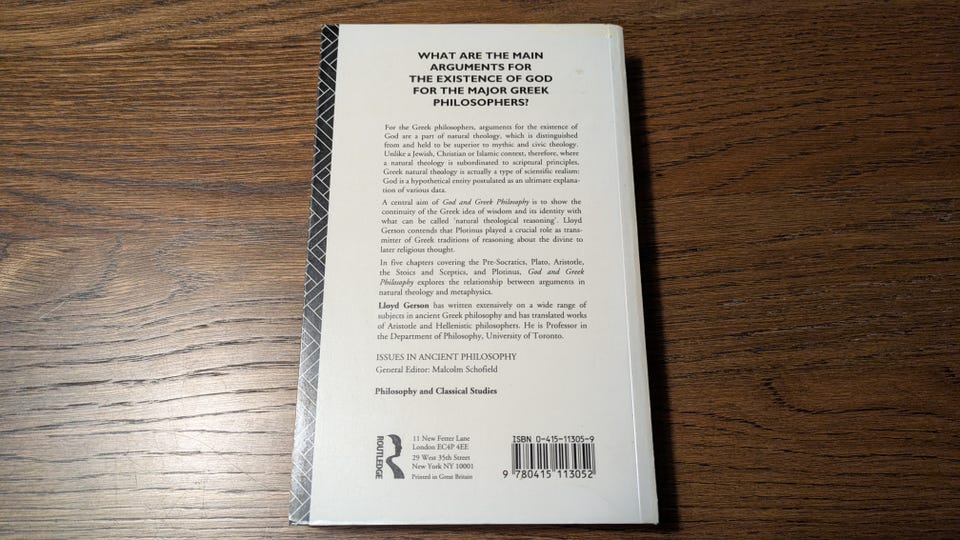 WHAT ARE THE MAIN
ARGUMENTS FOR
THE EXISTENCE OF GOD
FOR THE MAJOR GREEK
PHILOSOPHERS?
For the Greek philosophers, arguments for the existence of
God are a part of natural theology, which is distinguished
from and held to be superior to mythic and civic theology.
Unlike a Jewish, Christian or Islamic context, therefore, where
a natural theology is subordinated to scriptural principles,
Greek natural theology is actually a type of scientific realism:
God is a hypothetical entity postulated as an ultimate explana-
tion of various data.
A central aim of God and Greek Philosophy is to show the
continuity of the Greek idea of wisdom and its identity with
what can be called 'natural theological reasoning'. Lloyd
Gerson contends that Plotinus played a crucial role as trans-
mitter of Greek traditions of reasoning about the divine to
later religious thought.
In five chapters covering the Pre-Socratics, Plato, Aristotle,
the Stoics and Sceptics, and Plotinus, God and Greek
Philosophy explores the relationship between arguments in
natural theology and metaphysics.
Lloyd Gerson has written extensively on a wide range of
subjects in ancient Greek philosophy and has translated works
of Aristotle and Hellenistic philosophers. He is Professor in
the Department of Philosophy, University of Toronto.
ISSUES IN ANCIENT PHILOSOPHY
General Editor: Malcolm Schofield
Philosophy and Classical Studies
ROUTLEDGE
11 New Fetter Lane
London EC4P 4EE
29 West 35th Street
New York NY 10001
Printed in Great Britain
ISBN 0-415-11305-9
9 780415 113052